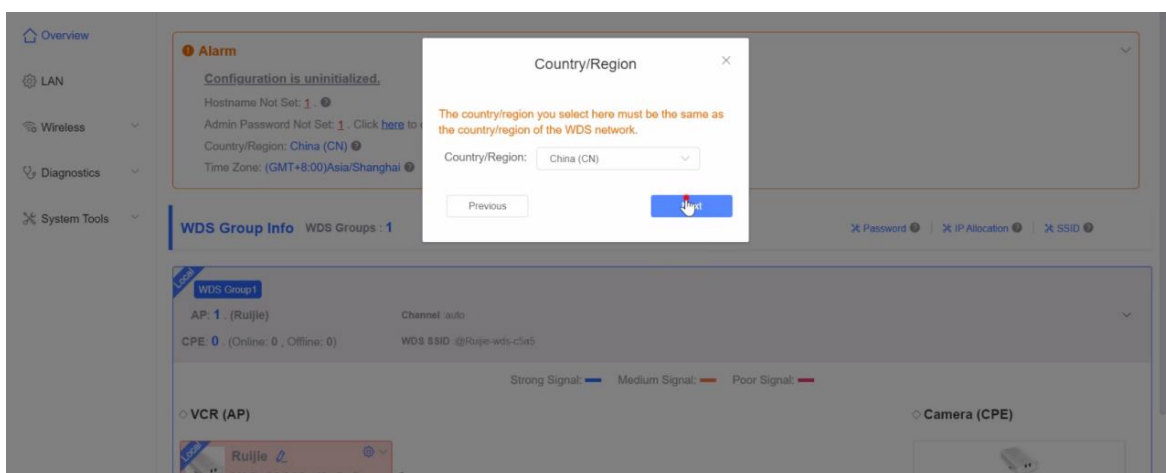 Overview
LAN
Wireless
Diagnostics
System Tools
Alarm
Configuration is uninitialized.
Hostname Not Set: 1 .
Admin Password Not Set: 1 . Click here to
Country/Region: China (CN)
Time Zone: (GMT+8:00)Asia/Shanghai
Country/Region
The country/region you select here must be the same as
the country/region of the WDS network.
Country/Region: China (CN)
Previous
WDS Group Info WDS Groups : 1
Password IP Allocation SSID
Local
WDS Group1
AP: 1 . (Ruijie)
Channel :auto
CPE: 0 . (Online: 0 , Offline: 0)
WDS SSID :@Ruijie-wds-c5a5
Strong Signal: Medium Signal: Poor Signal:
VCR (AP)
Camera (CPE)
Local
Ruijie